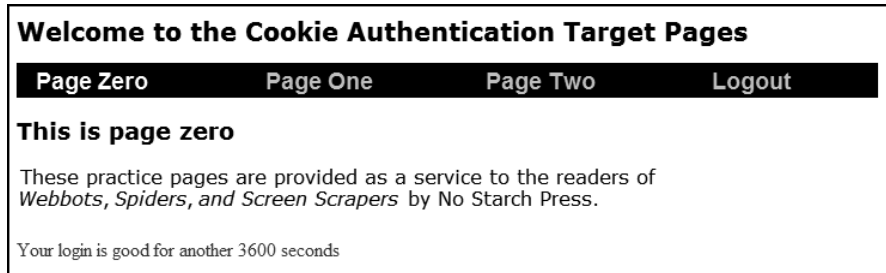 Welcome to the Cookie Authentication Target Pages
Page Zero Page One Page Two Logout
This is page zero
These practice pages are provided as a service to the readers of
Webbots, Spiders, and Screen Scrapers by No Starch Press.
Your login is good for another 3600 seconds